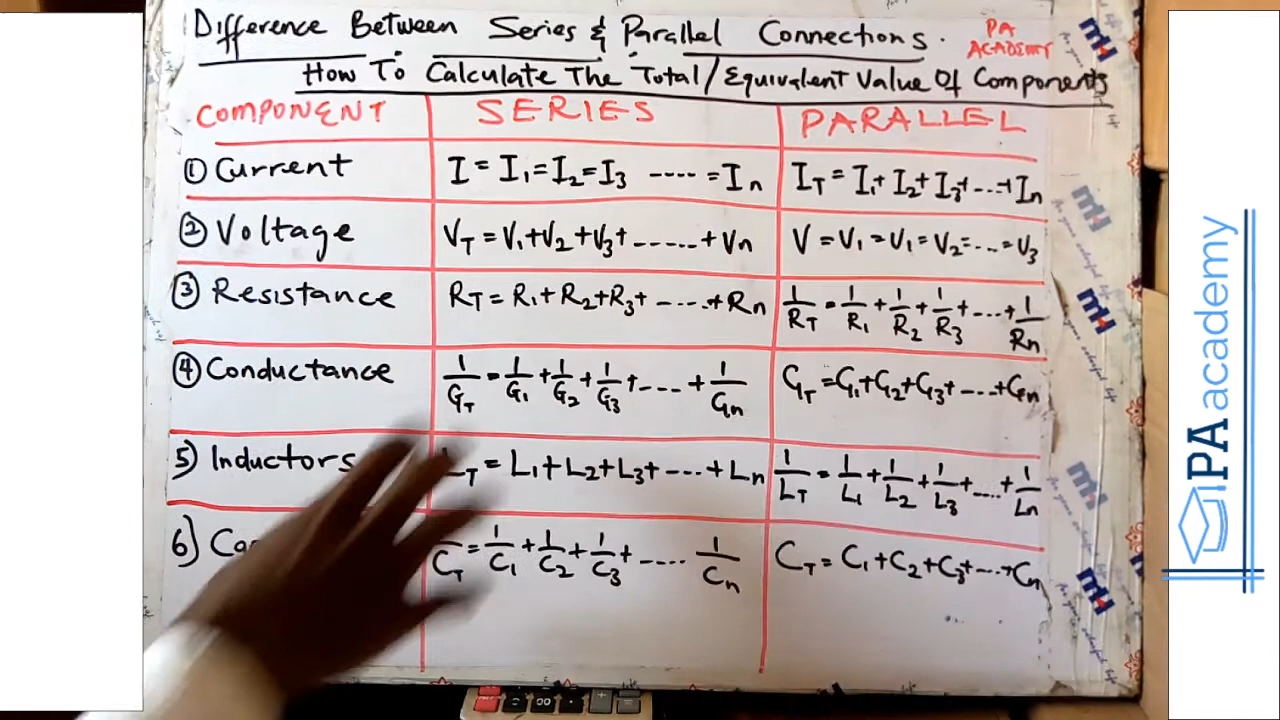 Difference Between Series & Parallel Connections.
PA ACADEMY
How To Calculate The Total/Equivalent Value Of Components
COMPONENT SERIES PARALLEL
① Current I = I₁ = I₂ = I₃ ---- = Iₙ I_T = I₁ + I₂ + I₃ + ... + Iₙ
② Voltage V_T = V₁ + V₂ + V₃ + ...... + Vₙ V = V₁ = V₁ = V₂ = ... = V₃
③ Resistance R_T = R₁ + R₂ + R₃ + ..... + Rₙ 1/R_T = 1/R₁ + 1/R₂ + 1/R₃ + ... + 1/Rₙ
④ Conductance 1/G_T = 1/G₁ + 1/G₂ + 1/G₃ + .... + 1/Gₙ G_T = G₁ + G₂ + G₃ + .... + Gₙ
5) Inductors L_T = L₁ + L₂ + L₃ + .... + Lₙ 1/L_T = 1/L₁ + 1/L₂ + 1/L₃ + .... + 1/Lₙ
6) C_T = 1/C₁ + 1/C₂ + 1/C₃ + .... 1/Cₙ C_T = C₁ + C₂ + C₃ + .... + Cₙ
PA academy